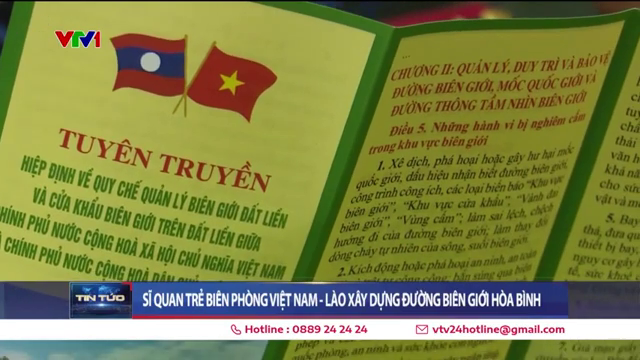 VTV1
TUYÊN TRUYỀN
HIỆP ĐỊNH VỀ QUY CHẾ QUẢN LÝ BIÊN GIỚI ĐẤT LIỀN
VÀ CỬA KHẨU BIÊN GIỚI TRÊN ĐẤT LIỀN GIỮA
CHÍNH PHỦ NƯỚC CỘNG HOÀ XÃ HỘI CHỦ NGHĨA VIỆT NAM
CHÍNH PHỦ NƯỚC CỘNG HOÀ DÂN
CHƯƠNG II: QUẢN LÝ, DUY TRÌ VÀ BẢO VỆ
ĐƯỜNG BIÊN GIỚI, MỐC QUỐC GIỚI VÀ
ĐƯỜNG THÔNG TẦM NHÌN BIÊN GIỚI
Điều 5. Những hành vi bị nghiêm cấm
trong khu vực biên giới
1. Xê dịch, phá hoại hoặc gây hư hại mốc
quốc giới, dấu hiệu nhận biết đường biên giới,
công trình công ích, các loại biển báo "Khu vực
biên giới", "Khu vực cửa khẩu", "Vành đai
biên giới", "Vùng cấm"; làm sai lệch, chệch
hướng đi của đường biên giới; làm thay đổi
dòng chảy tự nhiên của sông, suối biên giới.
2. Kích động hoặc phá hoại an ninh, an toàn
TIN TỨC
SĨ QUAN TRẺ BIÊN PHÒNG VIỆT NAM - LÀO XÂY DỰNG ĐƯỜNG BIÊN GIỚI HÒA BÌNH
Hotline : 0889 24 24 24
vtv24hotline@gmail.com